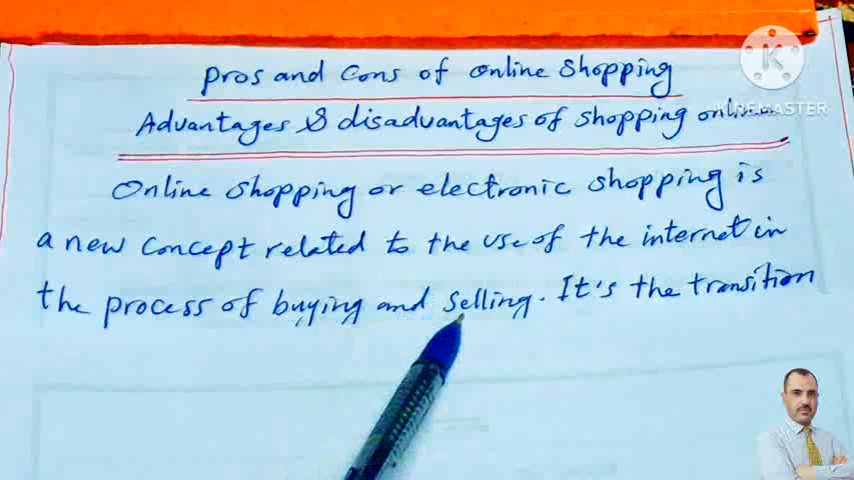 Pros and Cons of Online Shopping
Advantages & disadvantages of shopping online
Online shopping or electronic shopping is
a new concept related to the use of the internet in
the process of buying and selling. It's the transition
KINEMASTER